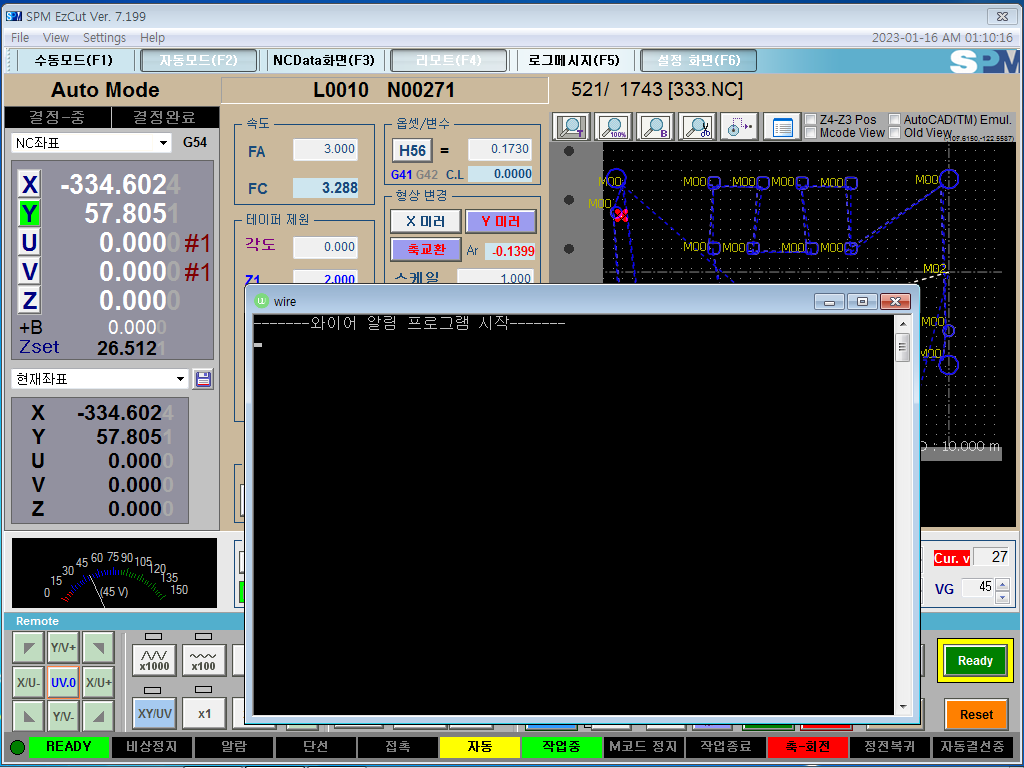 SPM SPM EzCut Ver. 7.199
File View Settings Help
2023-01-16 AM 01:10:16
수동모드(F1) 자동모드(F2) NCData화면(F3) 리모트(F4) 로그메시지(F5) 설정 화면(F6) SPM
Auto Mode
L0010 N00271
521/ 1743 [333.NC]
결정-중 결정완료
NC좌표 G54
X -334.6024
Y 57.8051
U 0.0000 #1
V 0.0000 #1
Z 0.0000
+B 0.0000
Zset 26.5121
현재좌표
X -334.6024
Y 57.8051
U 0.0000
V 0.0000
Z 0.0000
속도
FA 3.000
FC 3.288
테이퍼 제원
각도 0.000
Z1 2.000
옵셋/변수
H56 = 0.1730
G41 G42 C.L 0.0000
형상 변경
X 미러 Y 미러
축교환 Ar -0.1399
스케일 1.000
T 100% B
Z4-Z3 Pos AutoCAD(TM) Emul.
Mcode View Old View
M00 M00 M00 M00 M00 M00
M00
M00 M00 M00 M00
M02
M00
M00
: 10.000 m
w wire
-------와이어 알림 프로그램 시작-------
0 15 30 45 60 75 90 105 120 135 150
(45 V)
Cur. v 27
VG 45
Remote
Y/V+
x1000 x100
X/U- UV.0 X/U+
Y/V-
XY/UV x1
Ready
Reset
READY 비상정지 알람 단선 접촉 자동 작업중 M코드 정지 작업종료 축-회전 정전복귀 자동결선중